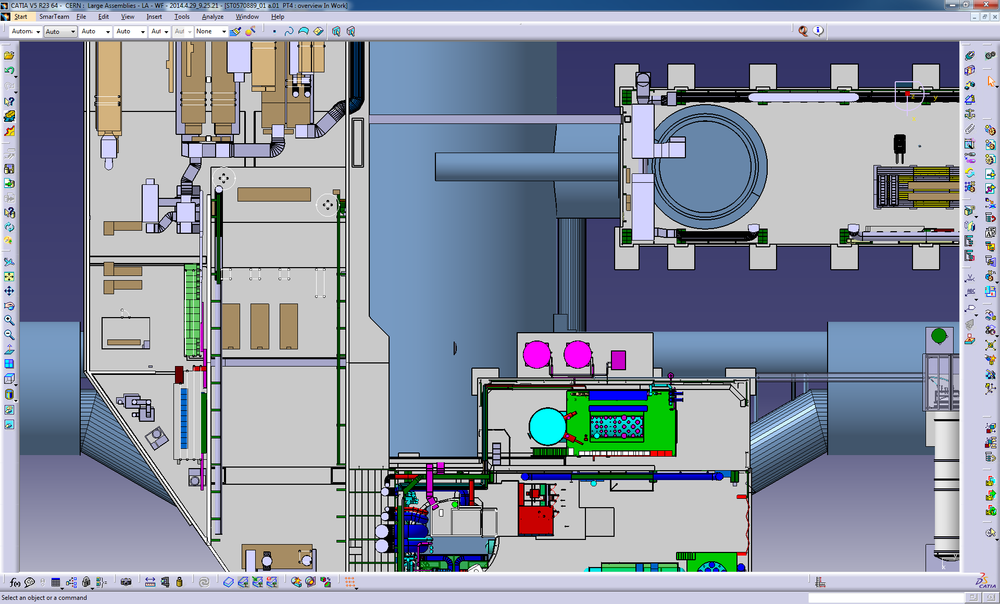 CATIA V5 R23 64 - CERN : Large Assemblies - LA - WF - 2014.4.29_9.25.21 - [ST0570889_01 a.01 PT4 : overview In Work]
Start SmarTeam File Edit View Insert Tools Analyze Window Help
Autom Auto Auto Auto Aut Aut None
z y
x
ABC
f(x)
y
x
CATIA
Select an object or a command